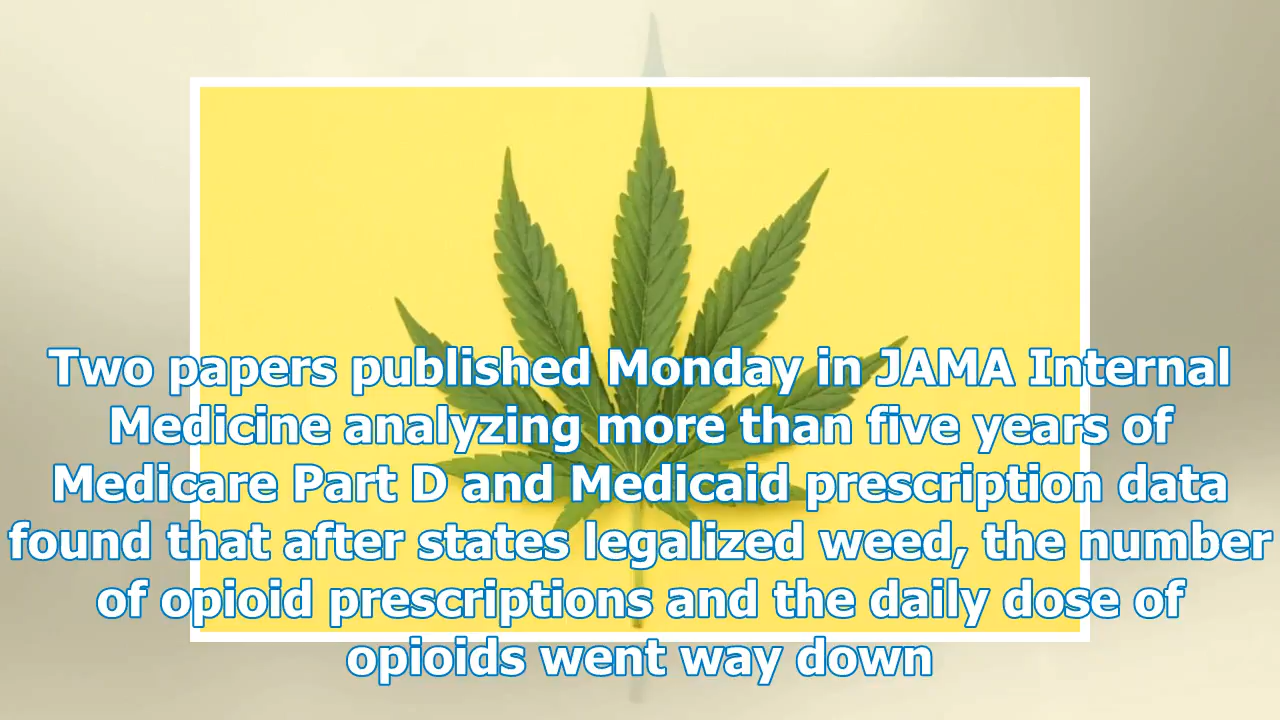 Two papers published Monday in JAMA Internal
Medicine analyzing more than five years of
Medicare Part D and Medicaid prescription data
found that after states legalized weed, the number
of opioid prescriptions and the daily dose of
opioids went way down